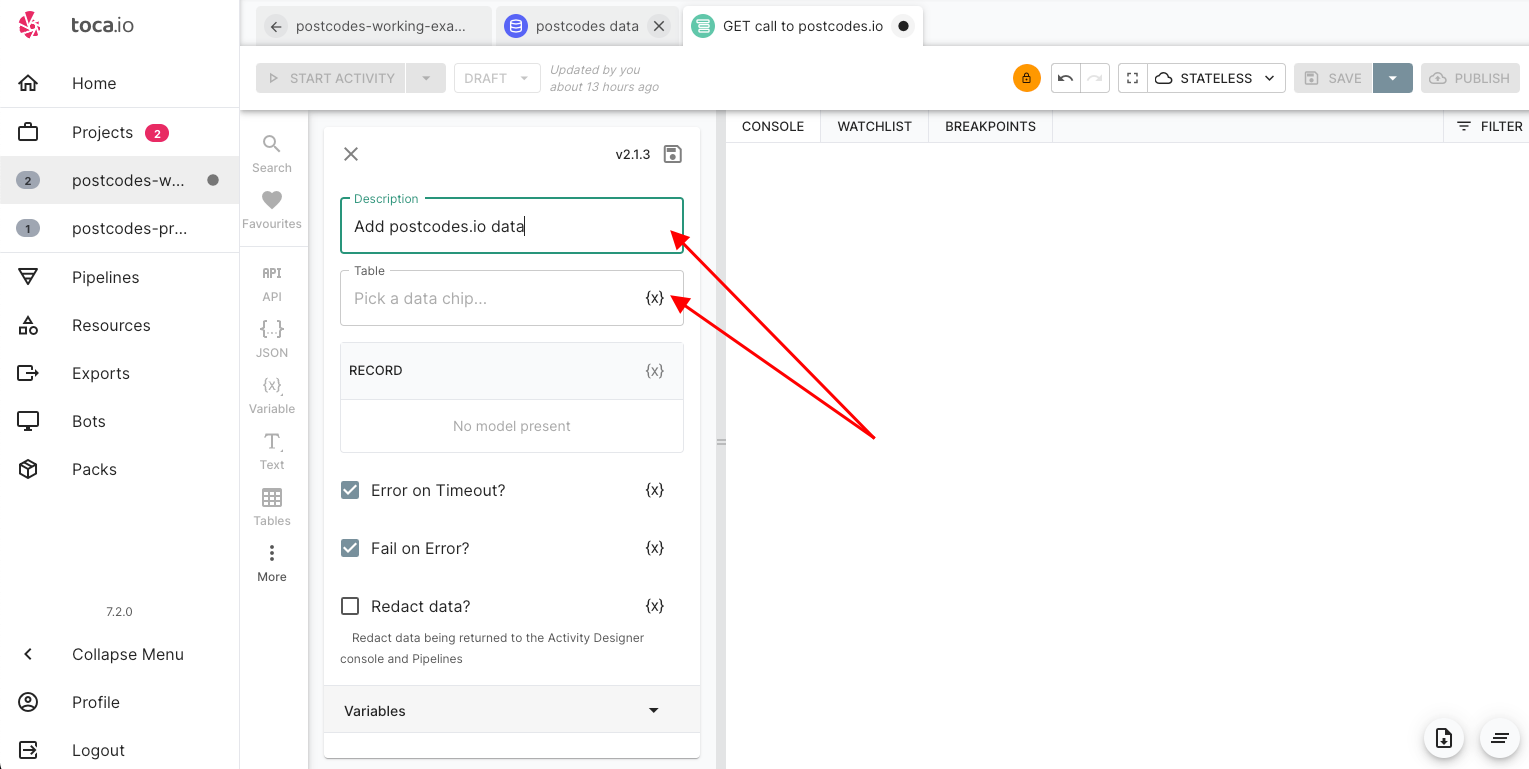 toca.io
Home
Projects 2
2 postcodes-w...
1 postcodes-pr...
Pipelines
Resources
Exports
Bots
Packs
7.2.0
Collapse Menu
Profile
Logout
postcodes-working-exa...
postcodes data
GET call to postcodes.io
START ACTIVITY
DRAFT
Updated by you
about 13 hours ago
STATELESS
SAVE
PUBLISH
Search
Favourites
API
API
{...}
JSON
{x}
Variable
T
Text
Tables
More
v2.1.3
Description
Add postcodes.io data
Table
Pick a data chip... {x}
RECORD {x}
No model present
Error on Timeout? {x}
Fail on Error? {x}
Redact data? {x}
Redact data being returned to the Activity Designer
console and Pipelines
Variables
CONSOLE
WATCHLIST
BREAKPOINTS
FILTER